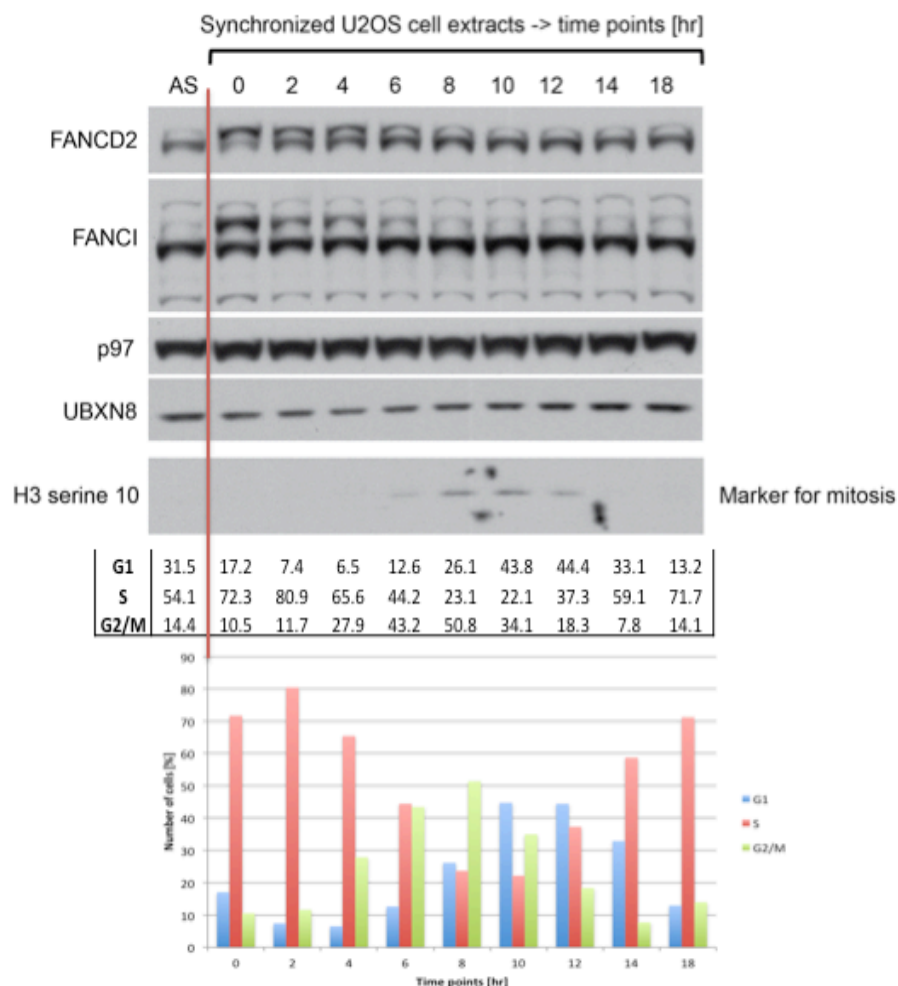 Synchronized U2OS cell extracts -> time points [hr]
AS 0 2 4 6 8 10 12 14 18
FANCD2
FANCI
p97
UBXN8
H3 serine 10 Marker for mitosis
G1 31.5 17.2 7.4 6.5 12.6 26.1 43.8 44.4 33.1 13.2
S 54.1 72.3 80.9 65.6 44.2 23.1 22.1 37.3 59.1 71.7
G2/M 14.4 10.5 11.7 27.9 43.2 50.8 34.1 18.3 7.8 14.1
90
80
70
60
50
40
30
20
10
0
Number of cells [%]
G1
S
G2/M
0 2 4 6 8 10 12 14 18
Time points [hr]